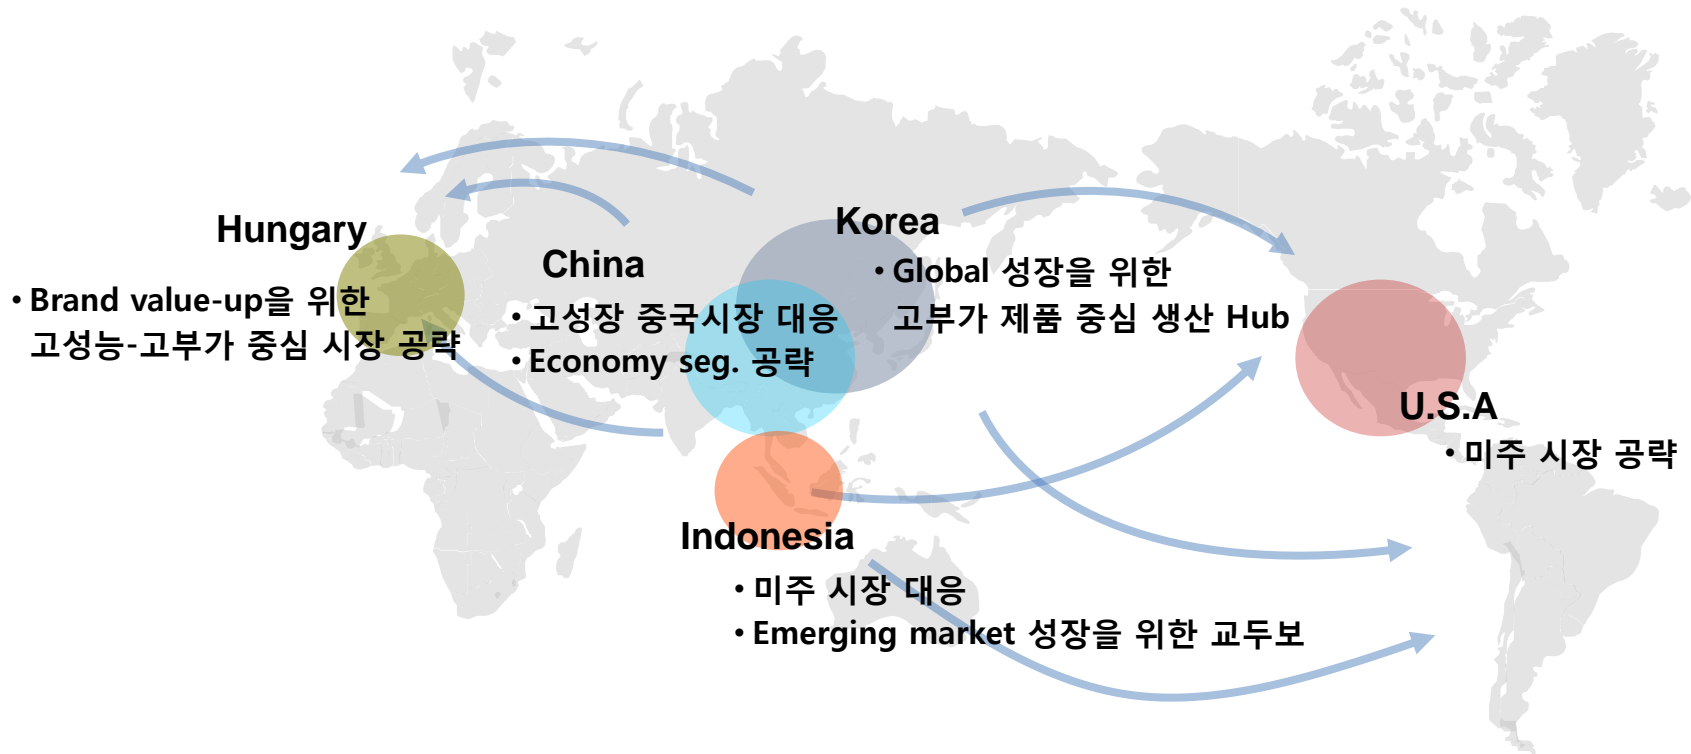 Hungary
• Brand value-up을 위한
고성능-고부가 중심 시장 공략
China
• 고성장 중국시장 대응
• Economy seg. 공략
Korea
• Global 성장을 위한
고부가 제품 중심 생산 Hub
U.S.A
• 미주 시장 공략
Indonesia
• 미주 시장 대응
• Emerging market 성장을 위한 교두보